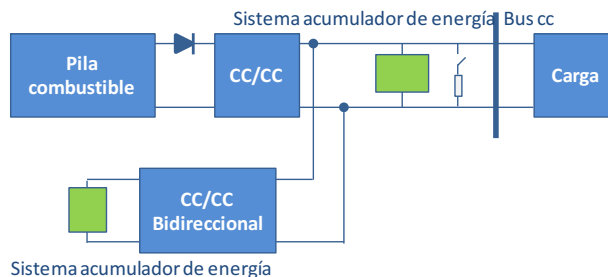 Sistema acumulador de energía Bus cc
Pila
combustible
CC/CC
Carga
CC/CC
Bidireccional
Sistema acumulador de energía